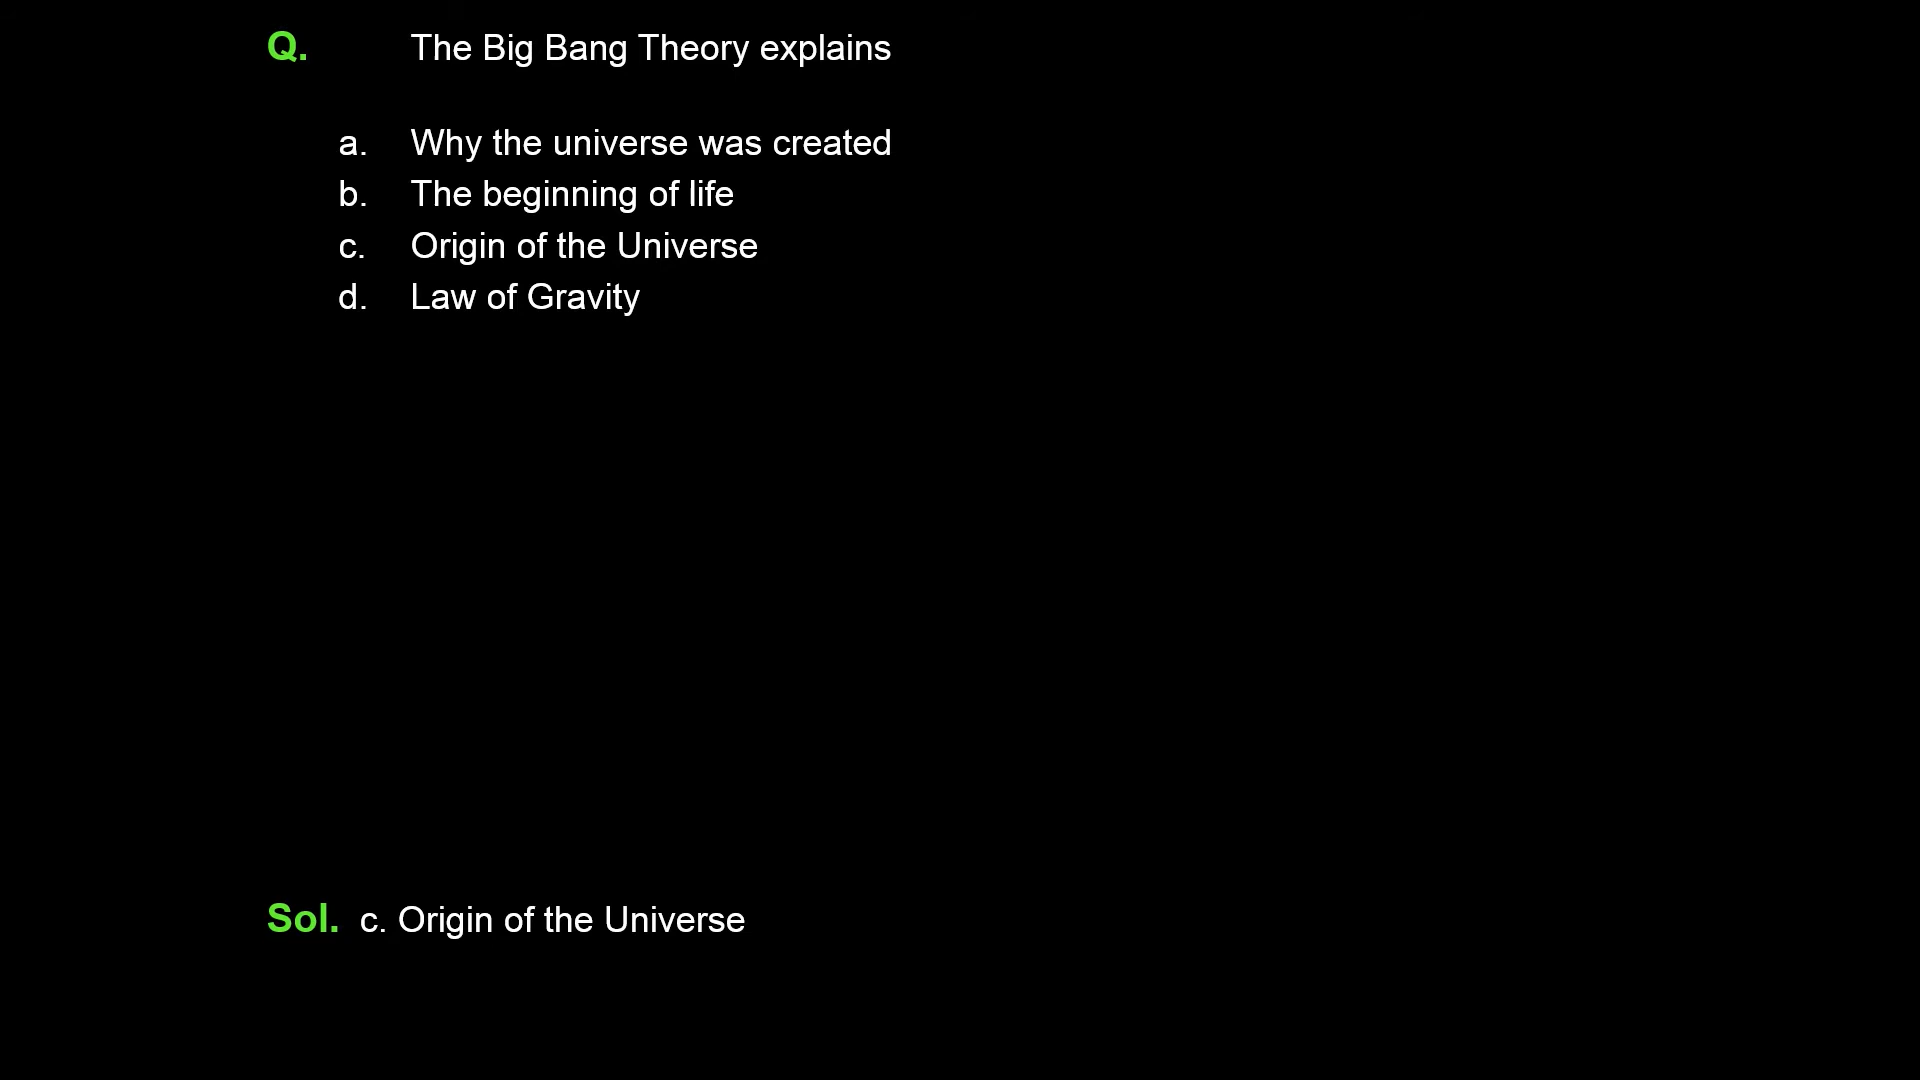 Q. The Big Bang Theory explains
a. Why the universe was created
b. The beginning of life
c. Origin of the Universe
d. Law of Gravity
Sol. c. Origin of the Universe